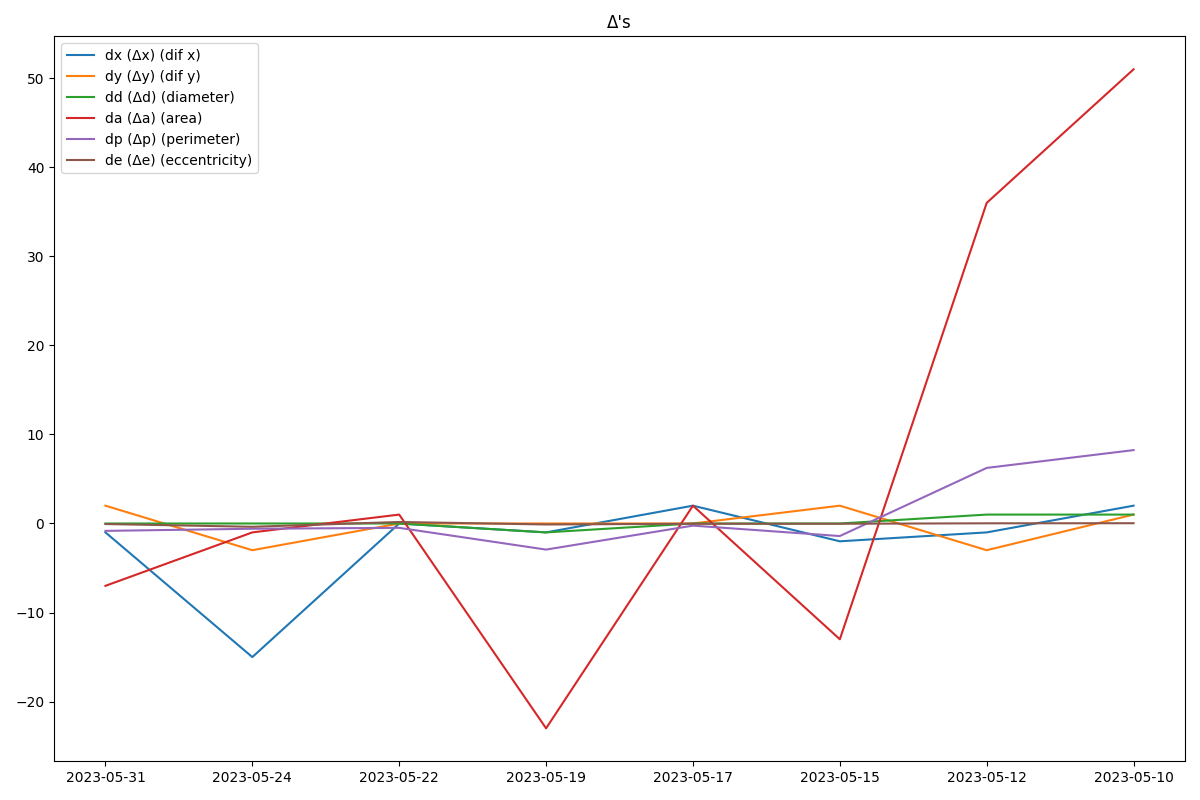 Δ's
dx (Δx) (dif x)
dy (Δy) (dif y)
dd (Δd) (diameter)
da (Δa) (area)
dp (Δp) (perimeter)
de (Δe) (eccentricity)
50
40
30
20
10
0
−10
−20
2023-05-31 2023-05-24 2023-05-22 2023-05-19 2023-05-17 2023-05-15 2023-05-12 2023-05-10